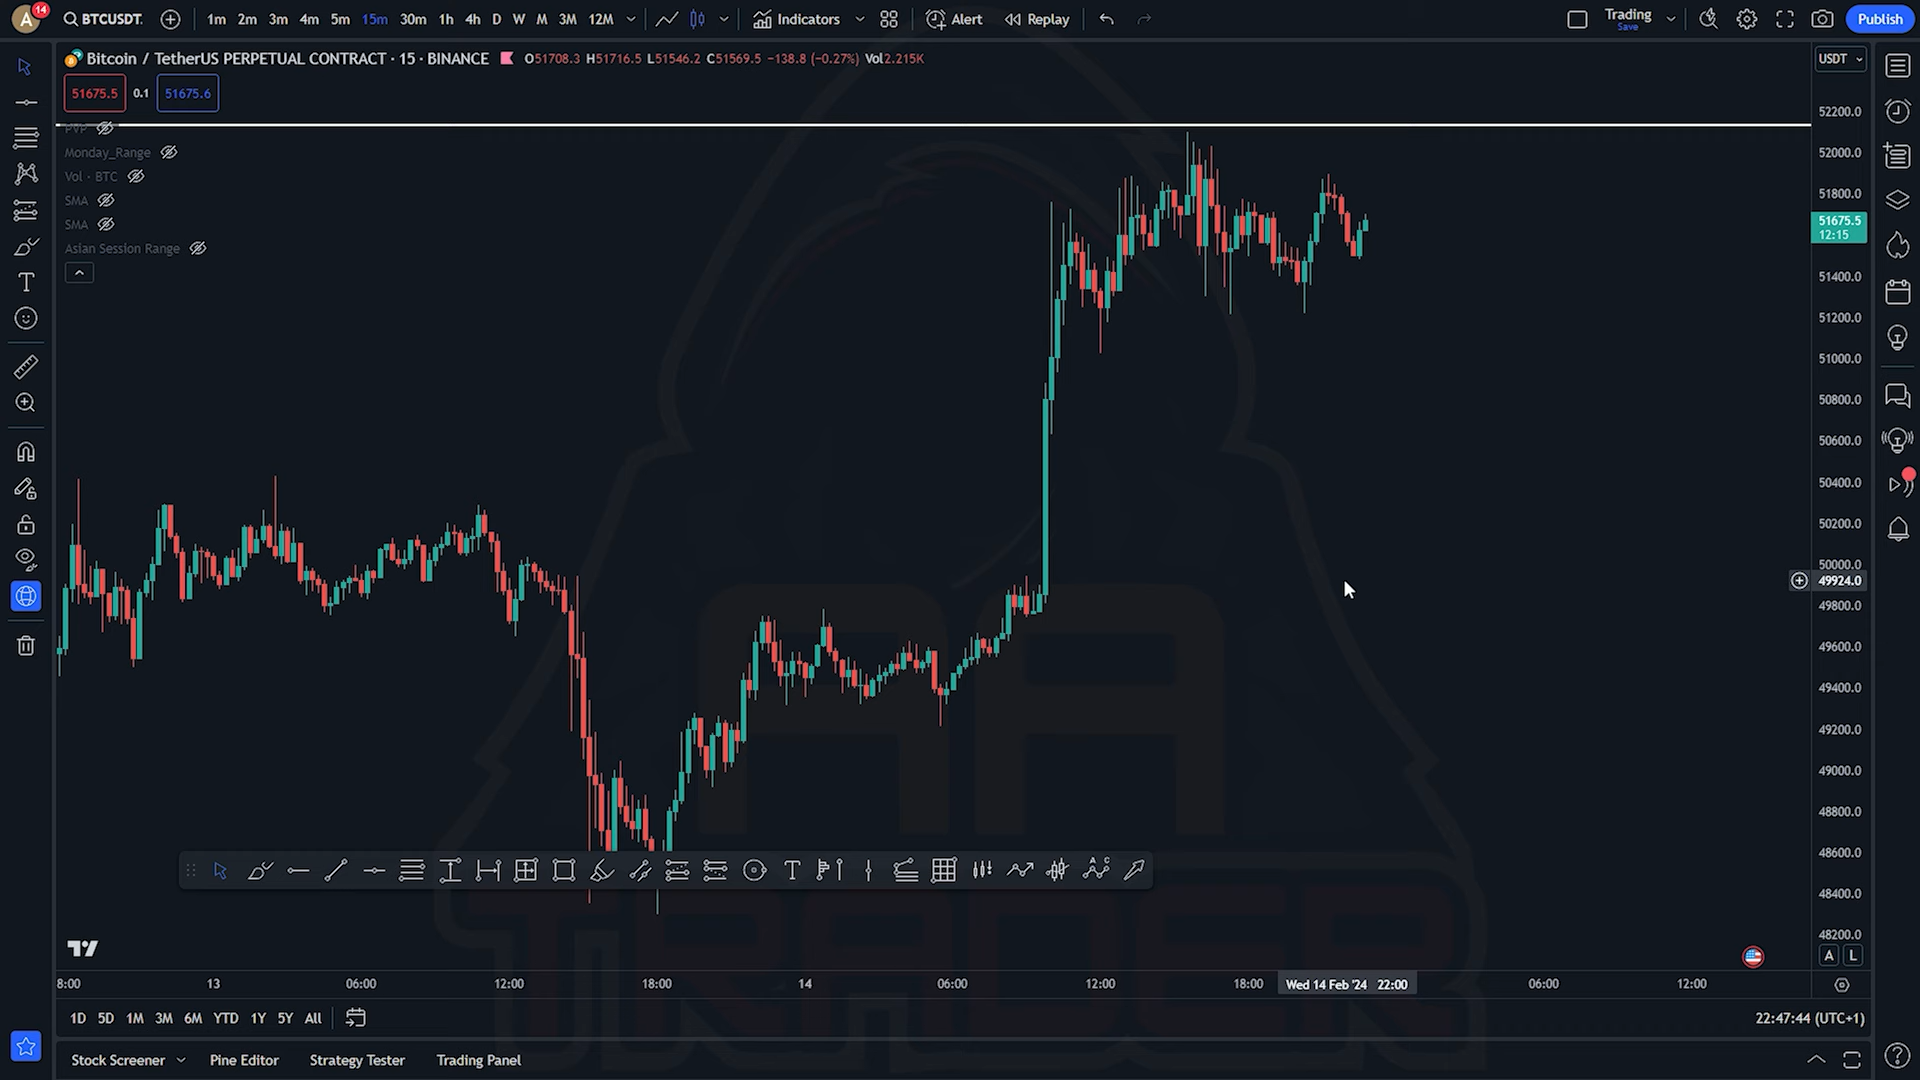 A 14 BTCUSDT. 1m 2m 3m 4m 5m 15m 30m 1h 4h D W M 3M 12M Indicators Alert Replay Trading Save Publish
Bitcoin / TetherUS PERPETUAL CONTRACT · 15 · BINANCE O51708.3 H51716.5 L51546.2 C51569.5 −138.8 (−0.27%) Vol2.215K USDT
51675.5 0.1 51675.6
PVP
Monday_Range
Vol · BTC
SMA
SMA
Asian Session Range
52200.0
52000.0
51800.0
51675.5
12:15
51400.0
51200.0
51000.0
50800.0
50600.0
50400.0
50200.0
50000.0
49924.0
49800.0
49600.0
49400.0
49200.0
49000.0
48800.0
48600.0
48400.0
48200.0
AA
TRADER
A L
8:00 13 06:00 12:00 18:00 14 06:00 12:00 18:00 Wed 14 Feb '24 22:00 06:00 12:00
1D 5D 1M 3M 6M YTD 1Y 5Y All 22:47:44 (UTC+1)
Stock Screener Pine Editor Strategy Tester Trading Panel